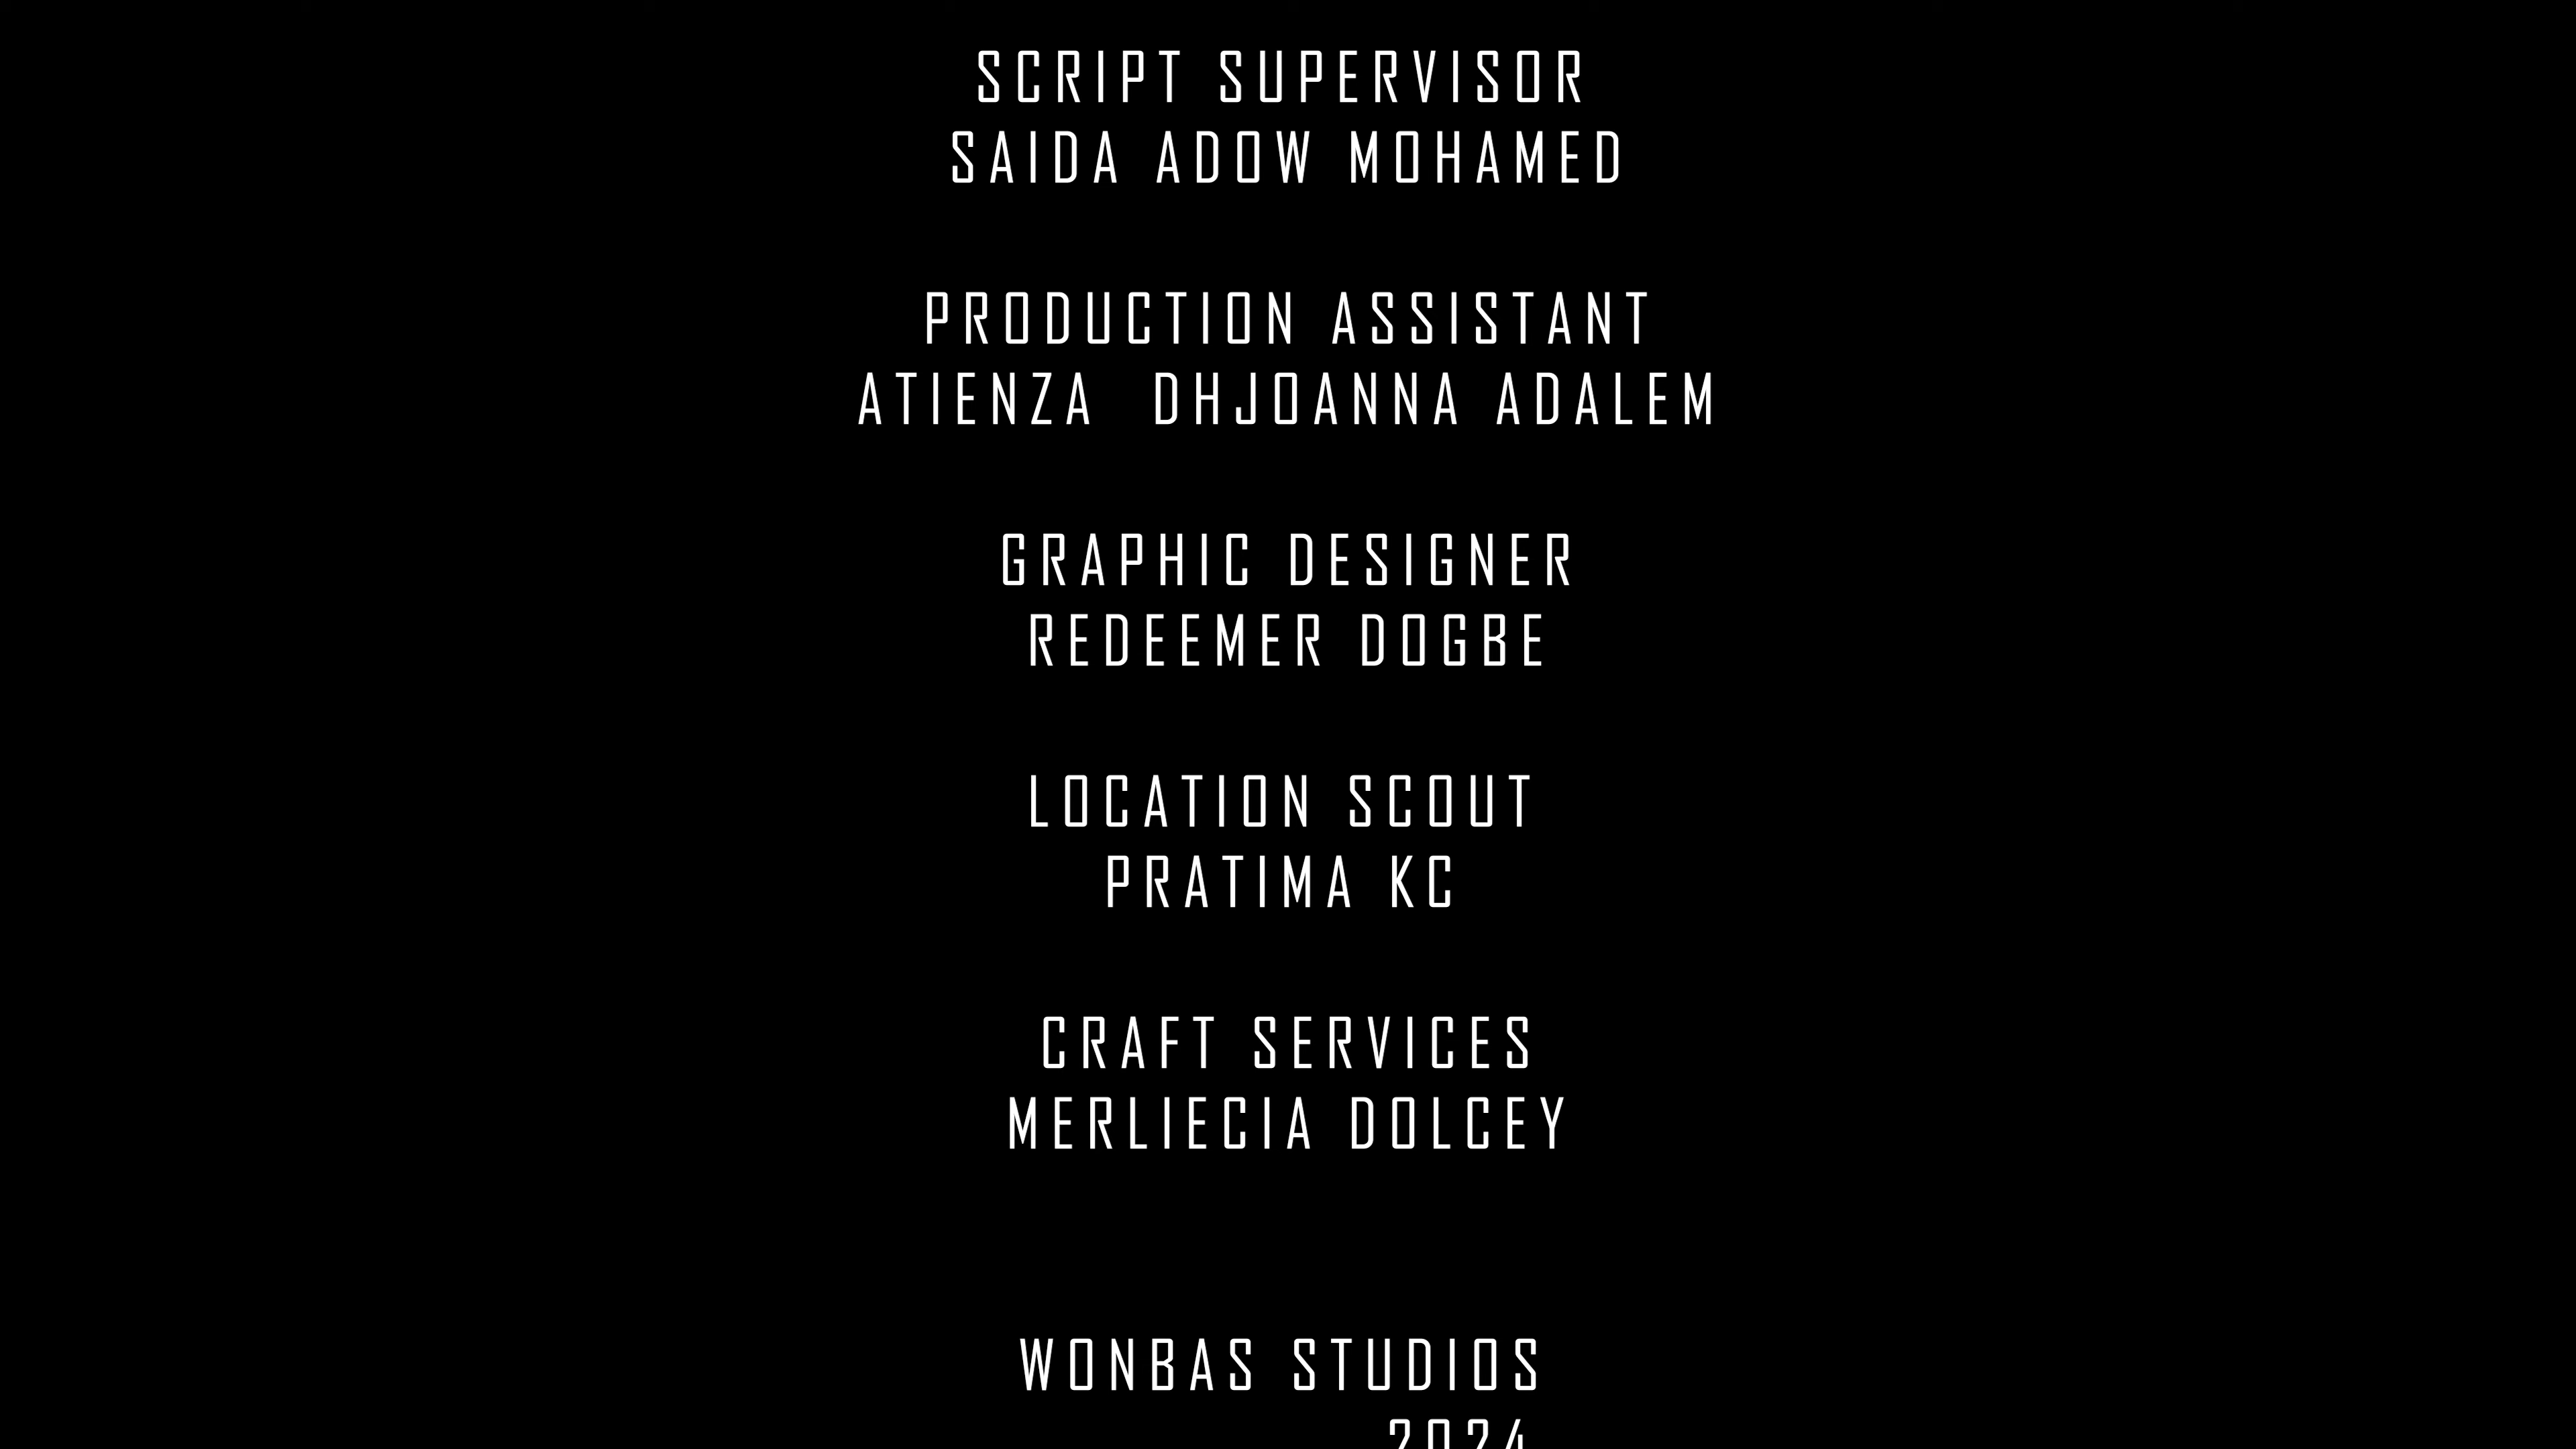 SCRIPT SUPERVISOR
SAIDA ADOW MOHAMED
PRODUCTION ASSISTANT
ATIENZA  DHJOANNA ADALEM
GRAPHIC DESIGNER
REDEEMER DOGBE
LOCATION SCOUT
PRATIMA KC
CRAFT SERVICES
MERLIECIA DOLCEY
WONBAS STUDIOS
2024